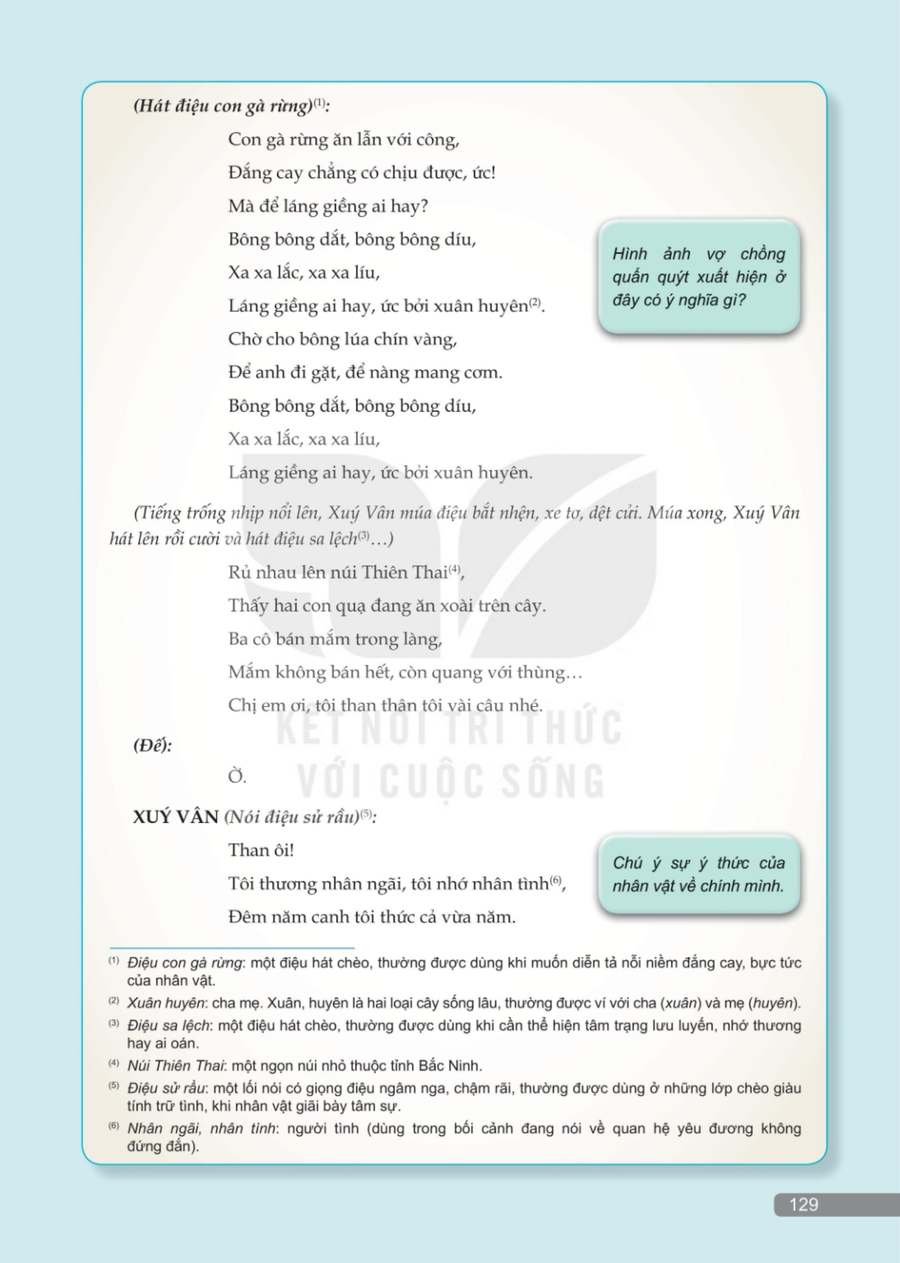 (Hát điệu con gà rừng)(1):
Con gà rừng ăn lẫn với công,
Đắng cay chẳng có chịu được, ức!
Mà để láng giềng ai hay?
Bông bông dắt, bông bông díu,
Xa xa lắc, xa xa líu,
Láng giềng ai hay, ức bởi xuân huyên(2).
Chờ cho bông lúa chín vàng,
Để anh đi gặt, để nàng mang cơm.
Bông bông dắt, bông bông díu,
Xa xa lắc, xa xa líu,
Láng giềng ai hay, ức bởi xuân huyên.
Hình ảnh vợ chồng
quấn quýt xuất hiện ở
đây có ý nghĩa gì?
(Tiếng trống nhịp nổi lên, Xuý Vân múa điệu bắt nhện, xe tơ, dệt cửi. Múa xong, Xuý Vân
hát lên rồi cười và hát điệu sa lệch(3)…)
Rủ nhau lên núi Thiên Thai(4),
Thấy hai con quạ đang ăn xoài trên cây.
Ba cô bán mắm trong làng,
Mắm không bán hết, còn quang với thùng…
Chị em ơi, tôi than thân tôi vài câu nhé.
(Đế):
Ờ.
XUÝ VÂN (Nói điệu sử rầu)(5):
Than ôi!
Tôi thương nhân ngãi, tôi nhớ nhân tình(6),
Đêm năm canh tôi thức cả vừa năm.
Chú ý sự ý thức của
nhân vật về chính mình.
(1) Điệu con gà rừng: một điệu hát chèo, thường được dùng khi muốn diễn tả nỗi niềm đắng cay, bực tức
của nhân vật.
(2) Xuân huyên: cha mẹ. Xuân, huyên là hai loại cây sống lâu, thường được ví với cha (xuân) và mẹ (huyên).
(3) Điệu sa lệch: một điệu hát chèo, thường được dùng khi cần thể hiện tâm trạng lưu luyến, nhớ thương
hay ai oán.
(4) Núi Thiên Thai: một ngọn núi nhỏ thuộc tỉnh Bắc Ninh.
(5) Điệu sử rầu: một lối nói có giọng điệu ngâm nga, chậm rãi, thường được dùng ở những lớp chèo giàu
tính trữ tình, khi nhân vật giãi bày tâm sự.
(6) Nhân ngãi, nhân tình: người tình (dùng trong bối cảnh đang nói về quan hệ yêu đương không
đứng đắn).
KẾT NỐI TRI THỨC
VỚI CUỘC SỐNG
129